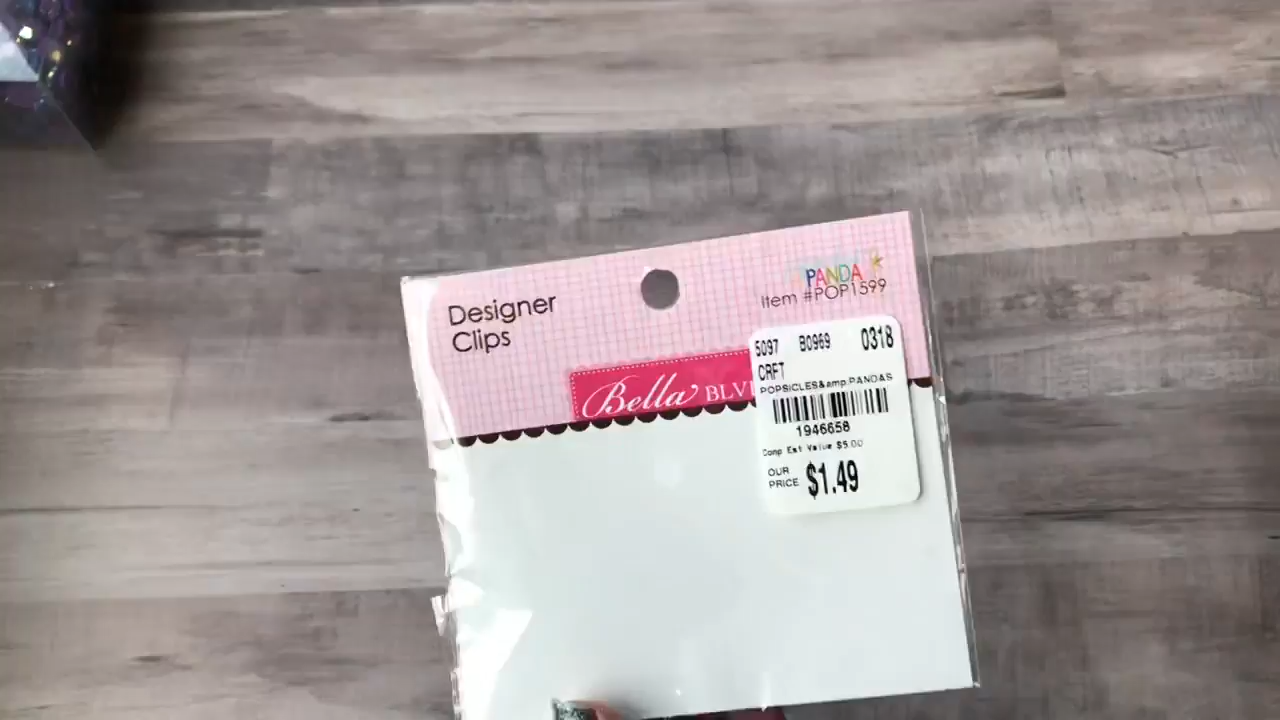 Designer
Clips
PANDA
Item #POP1599
Bella BLV
5097 B0969 0318
CRFT
POPSICLES&amp;PANDAS
1946658
Comp Est Value $5.00
OUR
PRICE $1.49